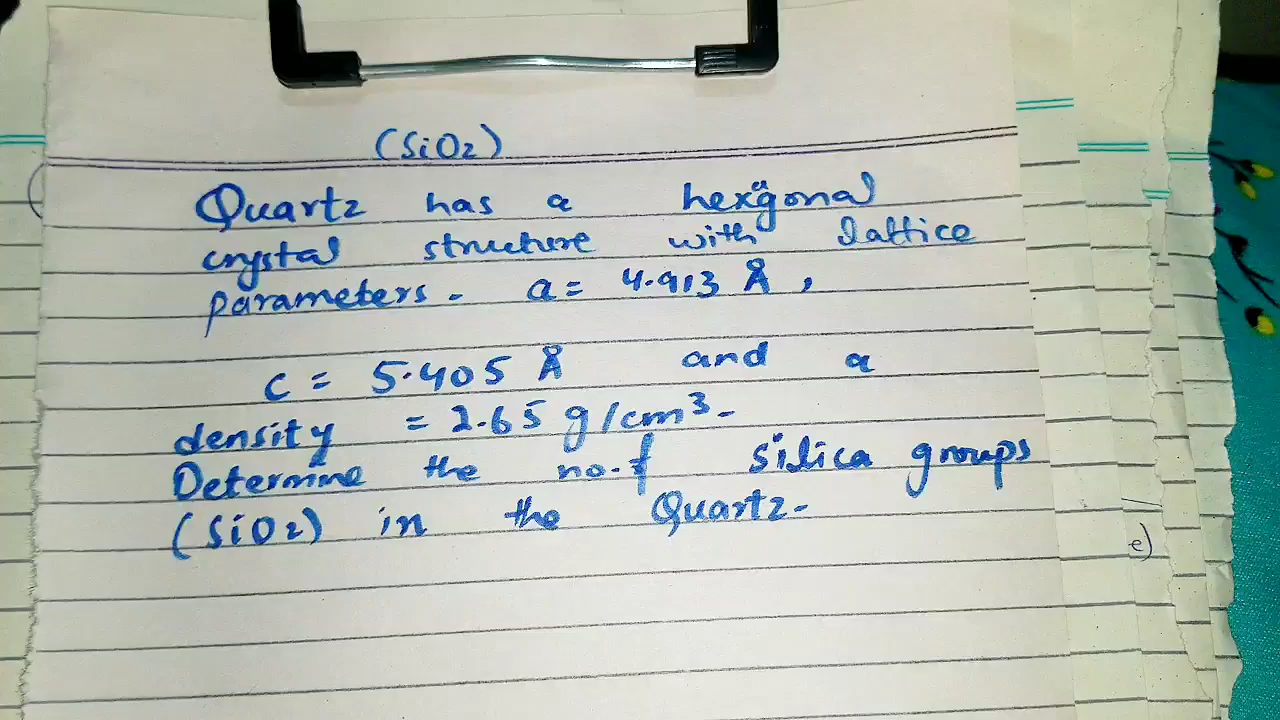 (SiO2)
Quartz has a hexagonal
crystal structure with lattice
parameters. a = 4.913 Å,
c = 5.405 Å and a
density = 2.65 g/cm³.
Determine the no. of silica groups
(SiO2) in the Quartz.
e)